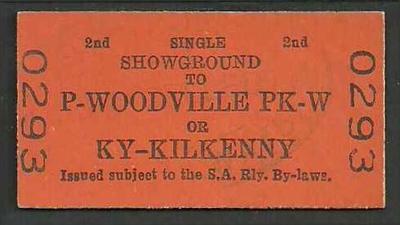 2nd SINGLE 2nd
SHOWGROUND
TO
P-WOODVILLE PK-W
OR
KY-KILKENNY
Issued subject to the S.A. Rly. By-laws.
0293
0293